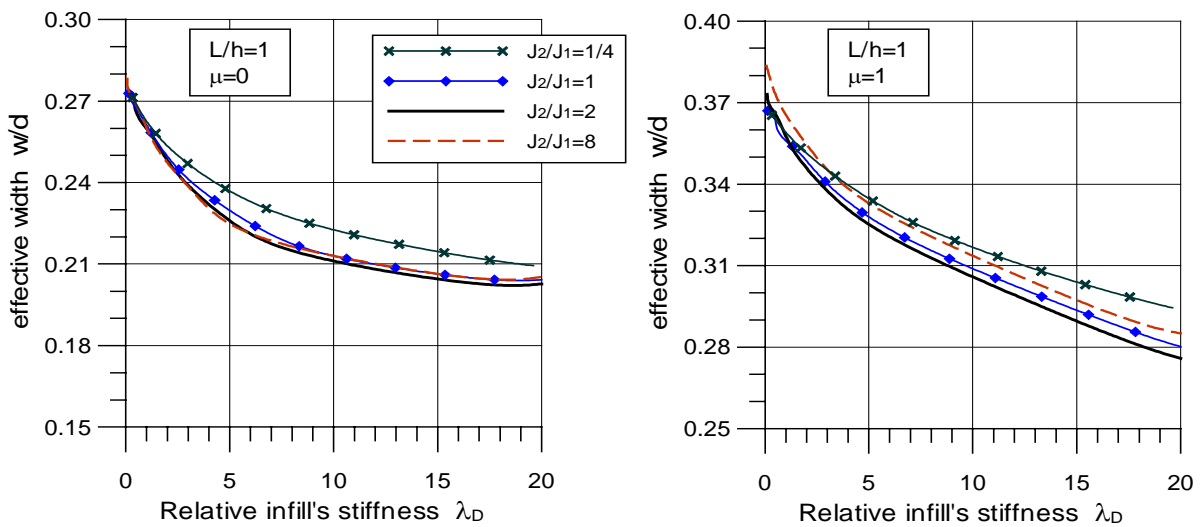 0.30
0.27
0.24
0.21
0.18
0.15
effective width w/d
L/h=1
μ=0
J2/J1=1/4
J2/J1=1
J2/J1=2
J2/J1=8
0 5 10 15 20
Relative infill's stiffness λD
0.40
0.37
0.34
0.31
0.28
0.25
effective width w/d
L/h=1
μ=1
0 5 10 15 20
Relative infill's stiffness λD